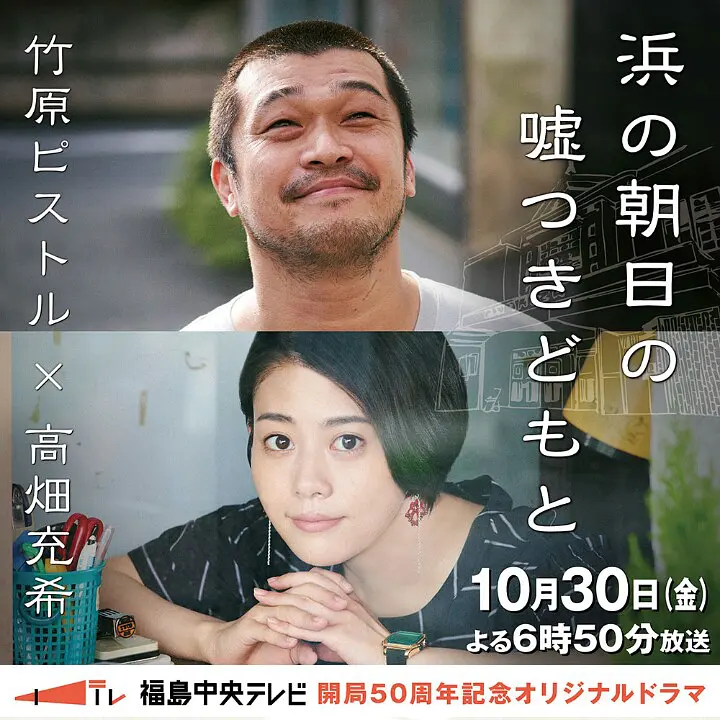 浜の朝日の
嘘つきどもと
竹原ピストル×高畑充希
10月30日(金)
よる6時50分放送
福島中央テレビ 開局50周年記念オリジナルドラマ